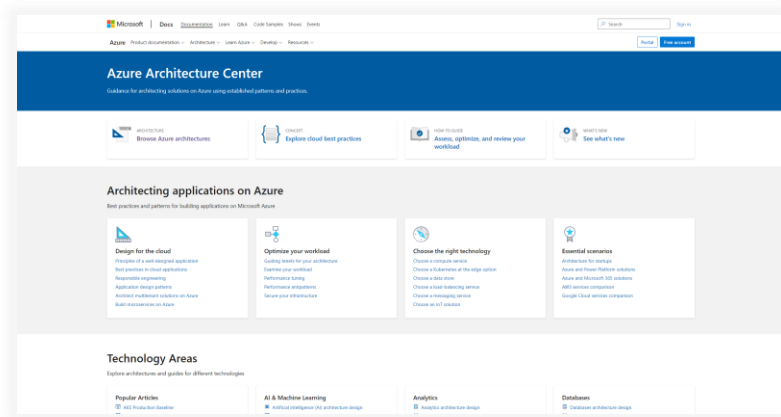 Microsoft Docs Documentation Learn Q&A Code Samples Shows Events Search Sign in
Azure Product documentation Architecture Learn Azure Develop Resources Portal Free account
Azure Architecture Center
Guidance for architecting solutions on Azure using established patterns and practices.
ARCHITECTURE
Browse Azure architectures
CONCEPT
Explore cloud best practices
HOW-TO GUIDE
Assess, optimize, and review your
workload
WHAT'S NEW
See what's new
Architecting applications on Azure
Best practices and patterns for building applications on Microsoft Azure
Design for the cloud
Principles of a well-designed application
Best practices in cloud applications
Responsible engineering
Application design patterns
Architect multitenant solutions on Azure
Build microservices on Azure
Optimize your workload
Guiding tenets for your architecture
Examine your workload
Performance tuning
Performance antipatterns
Secure your infrastructure
Choose the right technology
Choose a compute service
Choose a Kubernetes at the edge option
Choose a data store
Choose a load-balancing service
Choose a messaging service
Choose an IoT solution
Essential scenarios
Architecture for startups
Azure and Power Platform solutions
Azure and Microsoft 365 solutions
AWS services comparison
Google Cloud services comparison
Technology Areas
Explore architectures and guides for different technologies
Popular Articles
AKS Production Baseline
AI & Machine Learning
Artificial intelligence (AI) architecture design
Analytics
Analytics architecture design
Databases
Databases architecture design